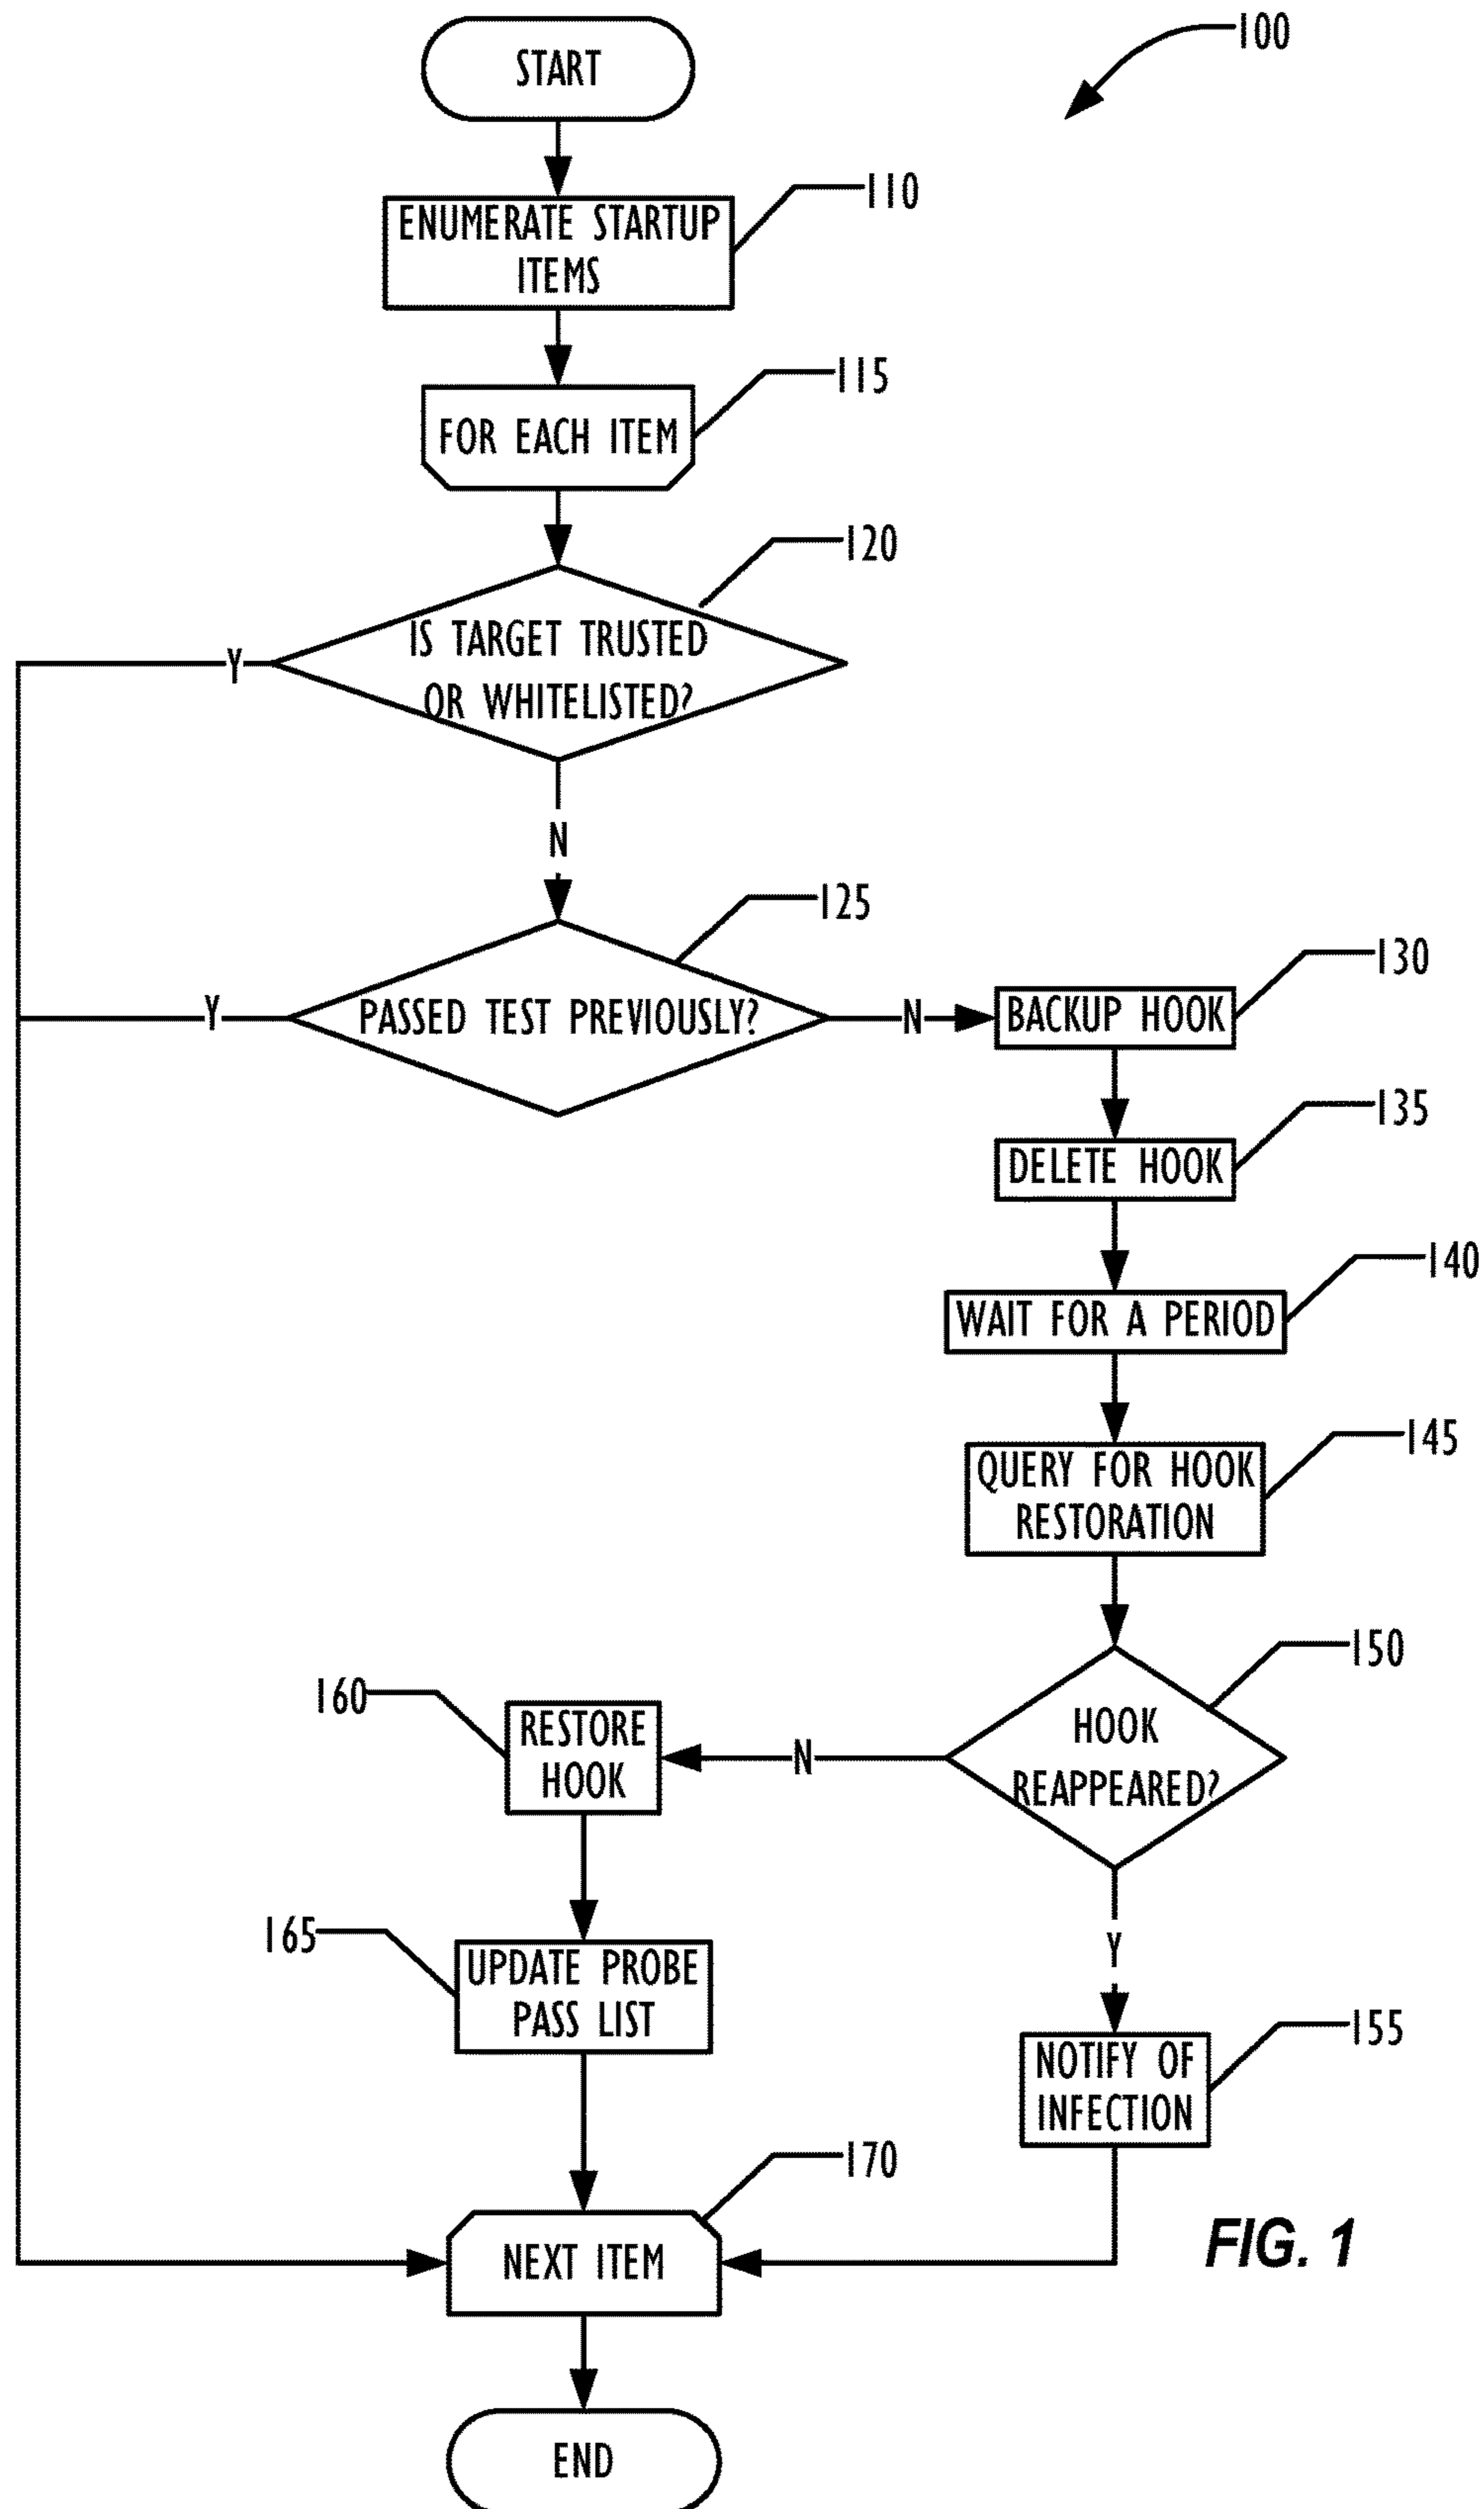 100
START
110
ENUMERATE STARTUP
ITEMS
115
FOR EACH ITEM
120
IS TARGET TRUSTED
OR WHITELISTED?
Y
N
125
PASSED TEST PREVIOUSLY?
Y
N
130
BACKUP HOOK
135
DELETE HOOK
140
WAIT FOR A PERIOD
145
QUERY FOR HOOK
RESTORATION
150
HOOK
REAPPEARED?
N
160
RESTORE
HOOK
Y
165
UPDATE PROBE
PASS LIST
155
NOTIFY OF
INFECTION
170
NEXT ITEM
FIG. 1
END